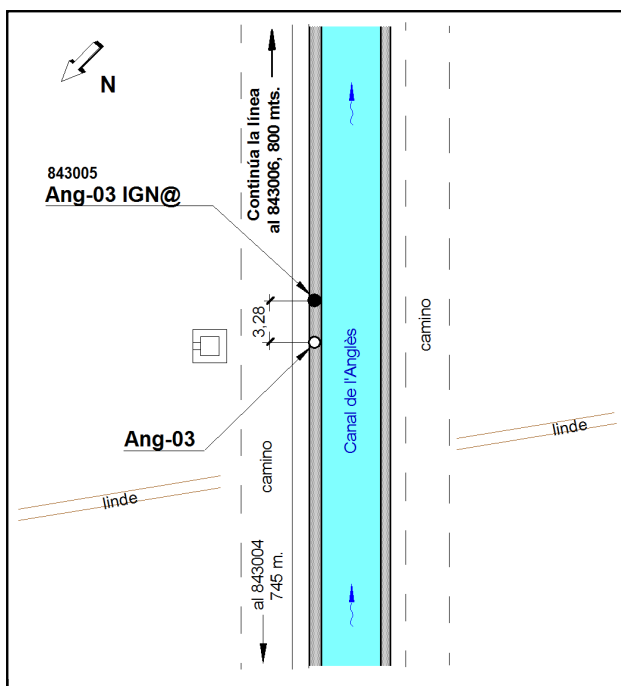 N
Continúa la línea
al 843006, 800 mts.
843005
Ang-03 IGN@
3,28
camino
Canal de l'Anglès
Ang-03
linde
camino
linde
al 843004
745 m.